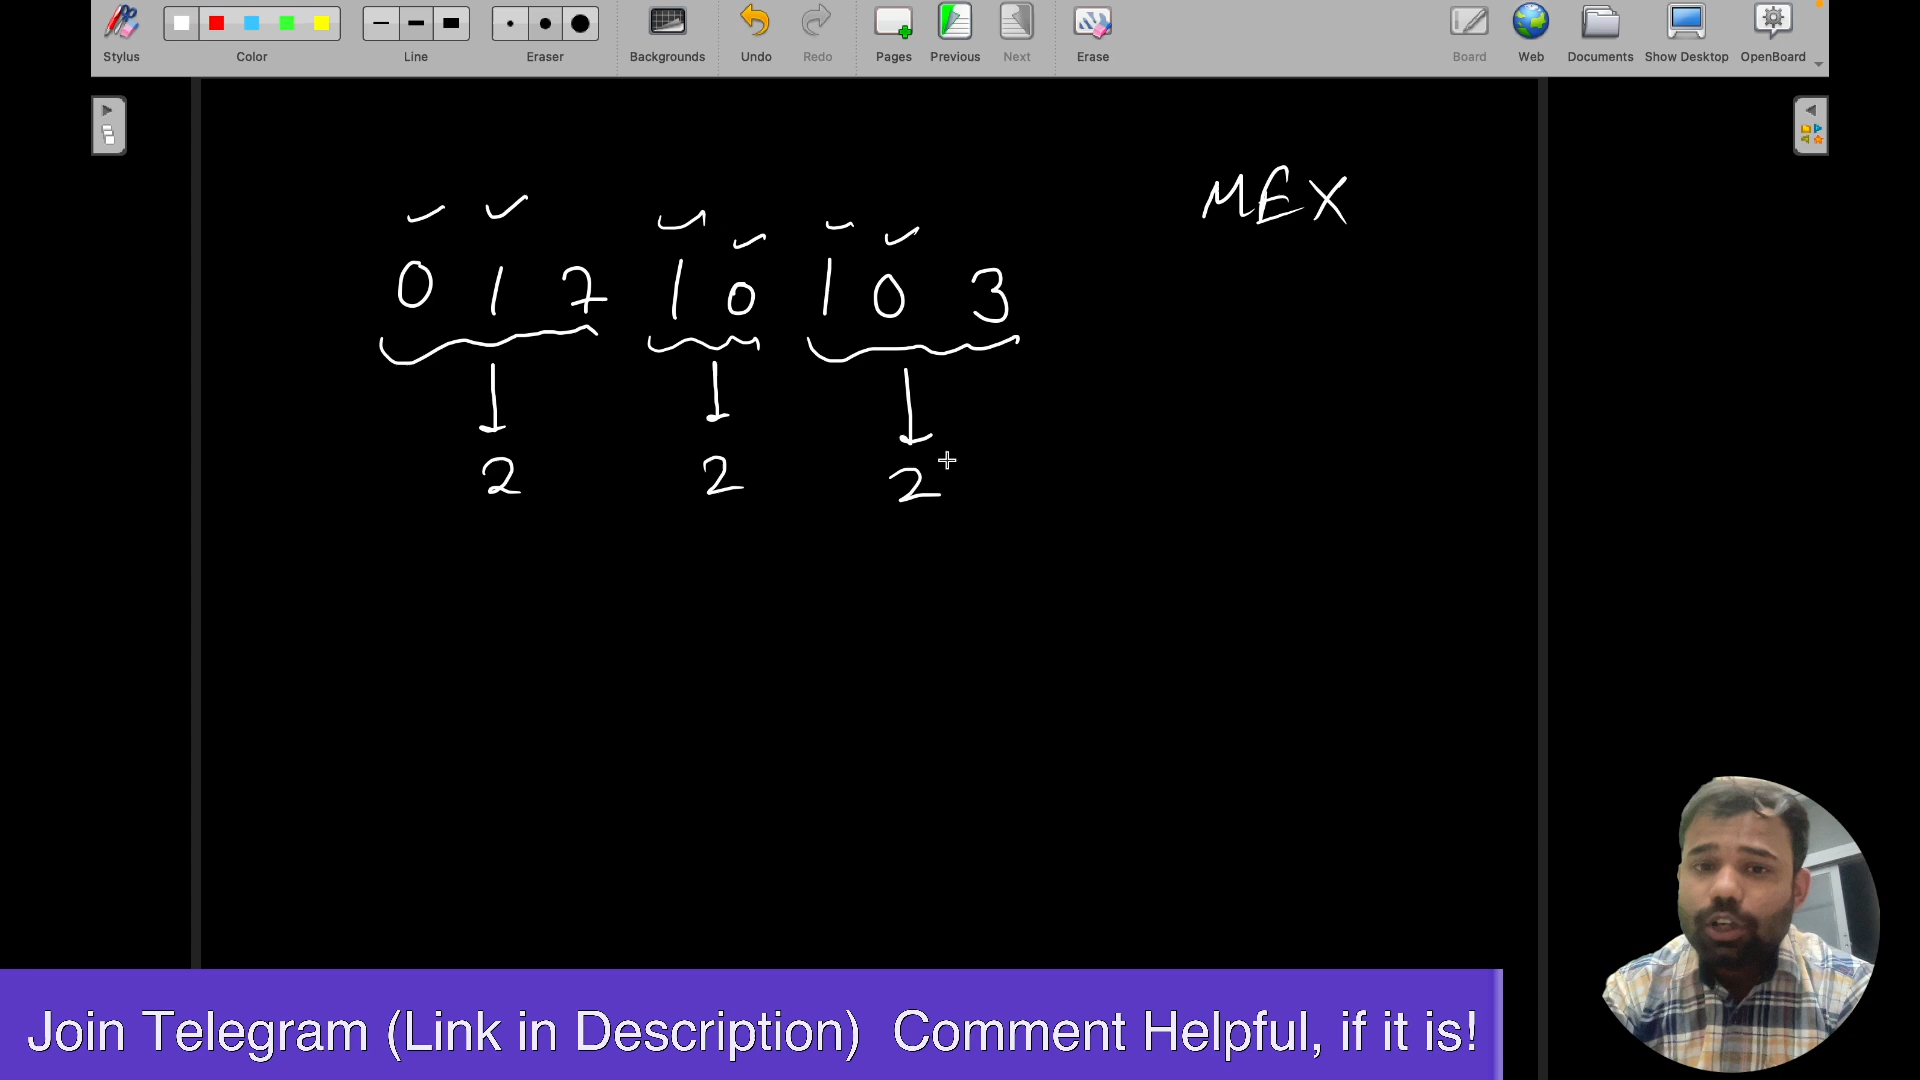 Stylus Color Line Eraser Backgrounds Undo Redo Pages Previous Next Erase Board Web Documents Show Desktop OpenBoard
MEX
0 1 7 1 0 1 0 3
2 2 2
Join Telegram (Link in Description) Comment Helpful, if it is!